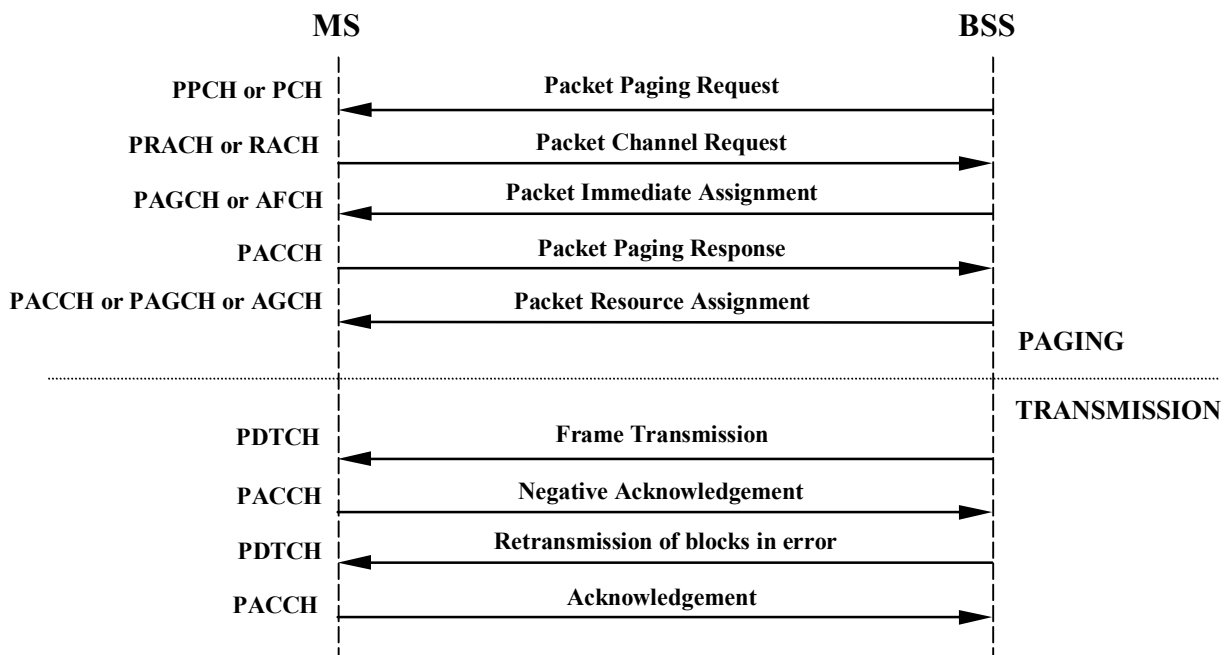 MS BSS
PPCH or PCH Packet Paging Request
PRACH or RACH Packet Channel Request
PAGCH or AFCH Packet Immediate Assignment
PACCH Packet Paging Response
PACCH or PAGCH or AGCH Packet Resource Assignment
PAGING
TRANSMISSION
PDTCH Frame Transmission
PACCH Negative Acknowledgement
PDTCH Retransmission of blocks in error
PACCH Acknowledgement